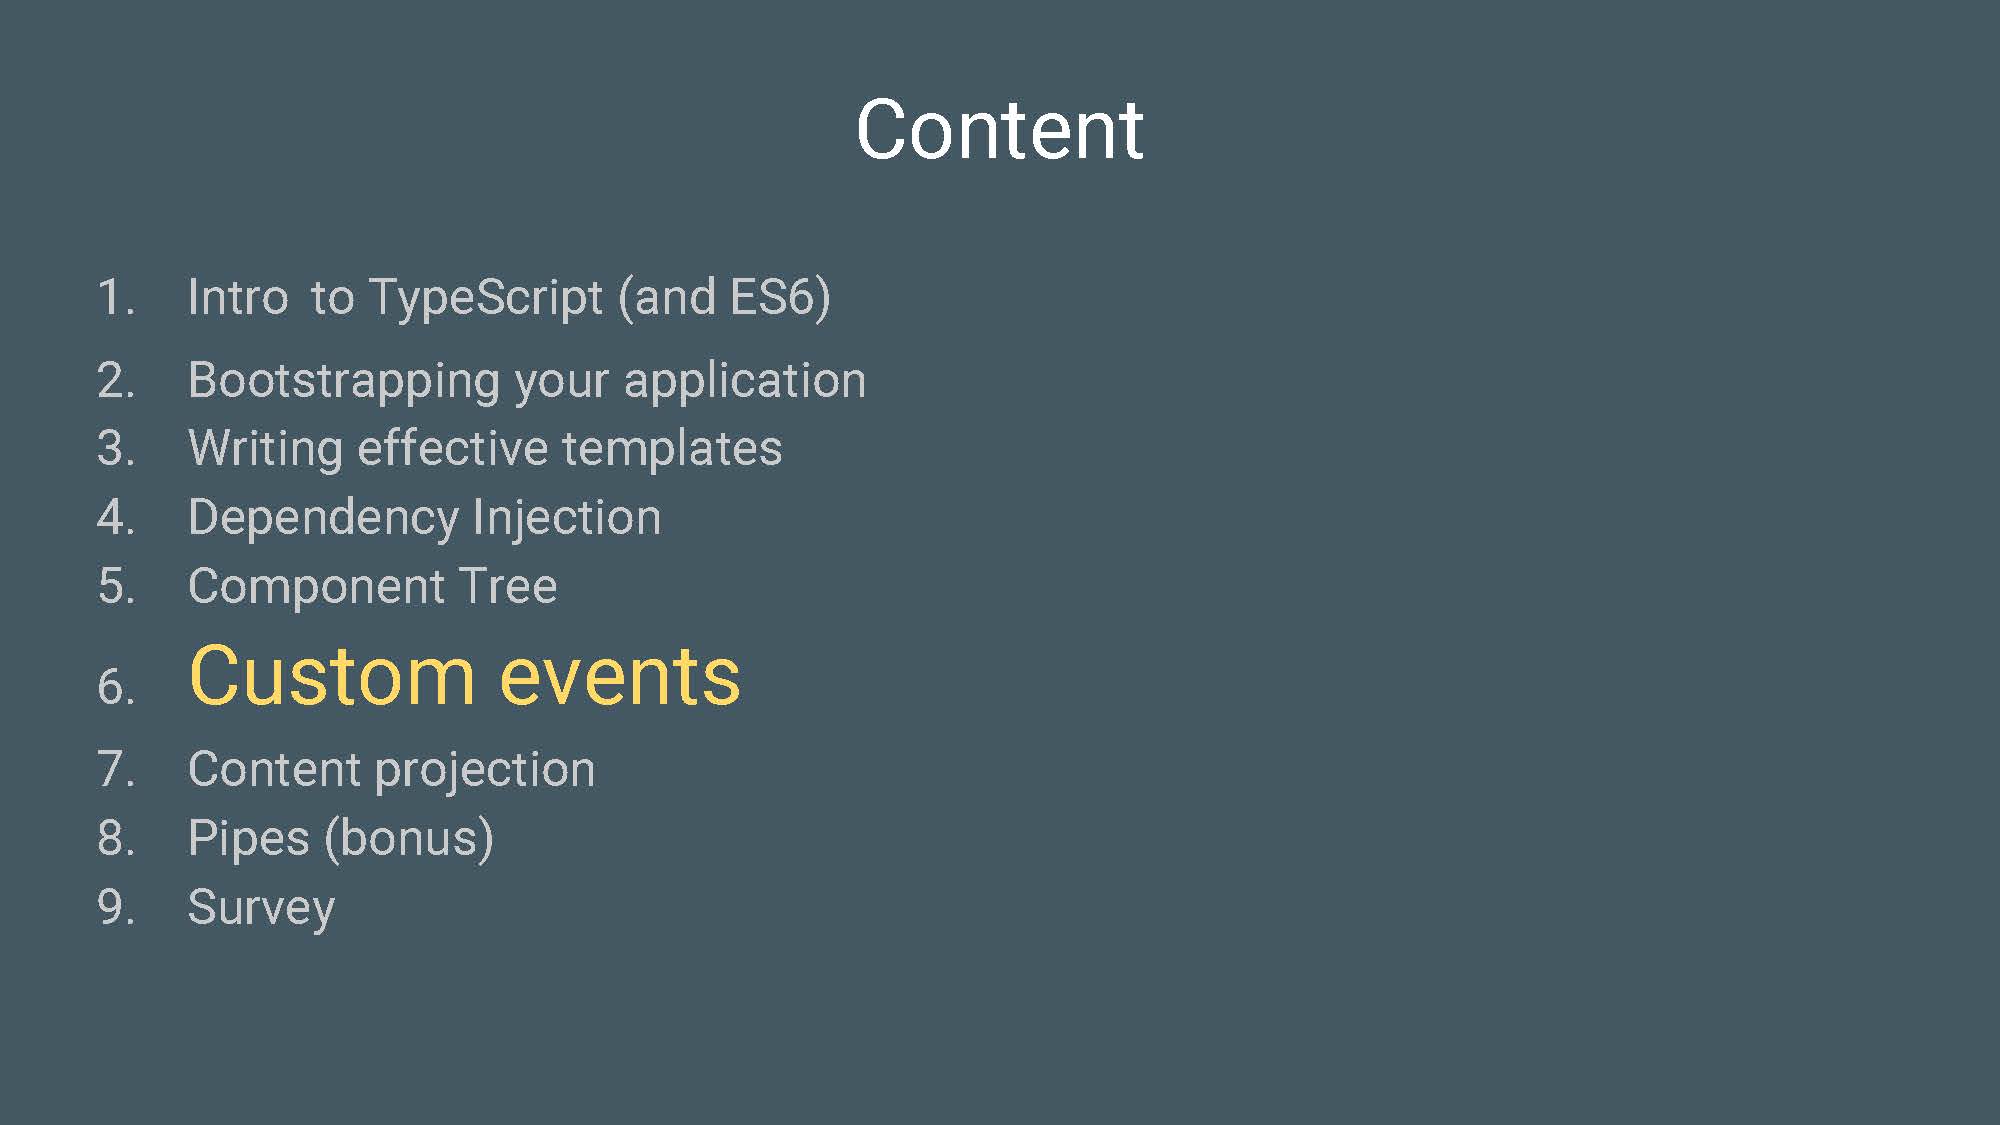 Content
1. Intro to TypeScript (and ES6)
2. Bootstrapping your application
3. Writing effective templates
4. Dependency Injection
5. Component Tree
6. Custom events
7. Content projection
8. Pipes (bonus)
9. Survey